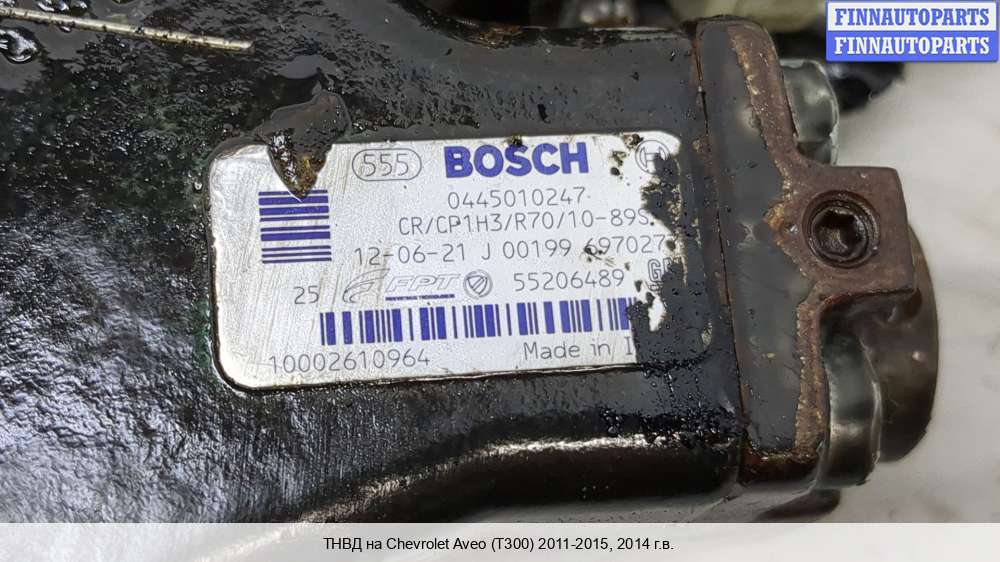 FINNAUTOPARTS
FINNAUTOPARTS
555 BOSCH
0445010247
CR/CP1H3/R70/10-89S
12-06-21 J 00199 697027
25 FPT 55206489 GM
10002610964 Made in
ТНВД на Chevrolet Aveo (T300) 2011-2015, 2014 г.в.